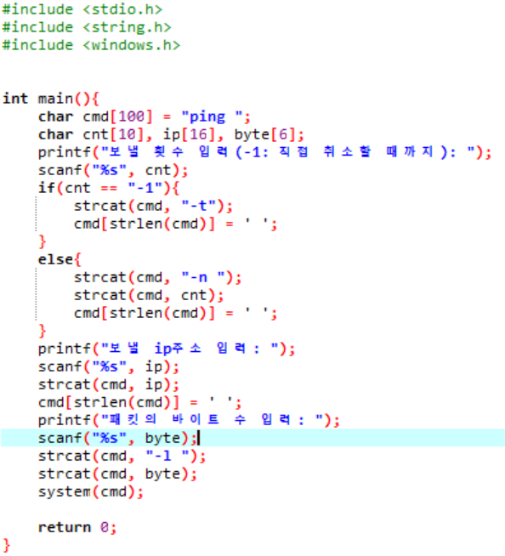 #include <stdio.h>
#include <string.h>
#include <windows.h>
int main(){
char cmd[100] = "ping ";
char cnt[10], ip[16], byte[6];
printf("보낼 횟수 입력(-1: 직접 취소할 때까지): ");
scanf("%s", cnt);
if(cnt == "-1"){
strcat(cmd, "-t");
cmd[strlen(cmd)] = ' ';
}
else{
strcat(cmd, "-n ");
strcat(cmd, cnt);
cmd[strlen(cmd)] = ' ';
}
printf("보낼 ip주소 입력: ");
scanf("%s", ip);
strcat(cmd, ip);
cmd[strlen(cmd)] = ' ';
printf("패킷의 바이트 수 입력: ");
scanf("%s", byte);
strcat(cmd, "-l ");
strcat(cmd, byte);
system(cmd);
return 0;
}